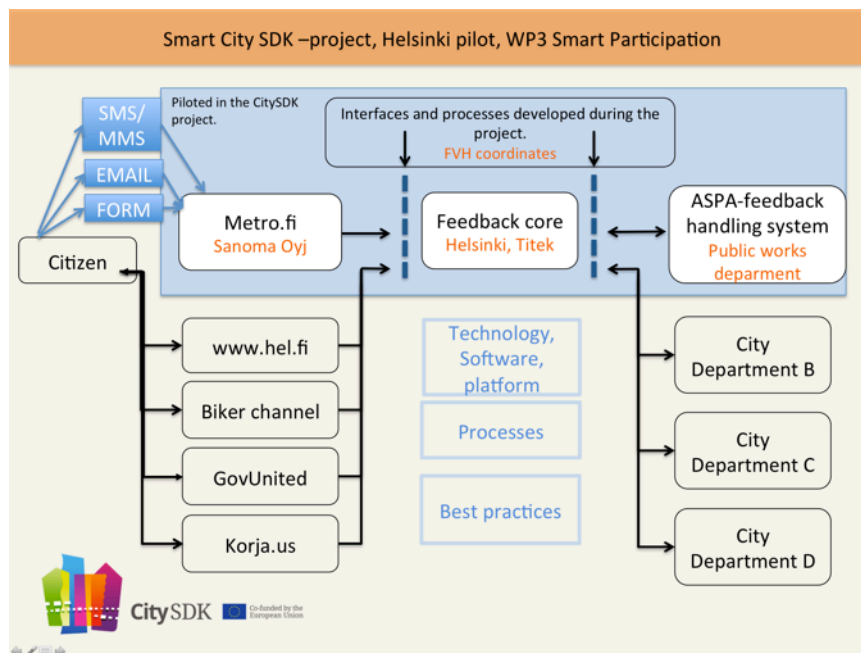 Smart City SDK –project, Helsinki pilot, WP3 Smart Participation
SMS/
MMS
EMAIL
FORM
Citizen
Piloted in the CitySDK
project.
Interfaces and processes developed during the
project.
FVH coordinates
Metro.fi
Sanoma Oyj
Feedback core
Helsinki, Titek
ASPA-feedback
handling system
Public works
deparment
www.hel.fi
Biker channel
GovUnited
Korja.us
Technology,
Software,
platform
Processes
Best practices
City
Department B
City
Department C
City
Department D
CitySDK
Co-funded by the
European Union